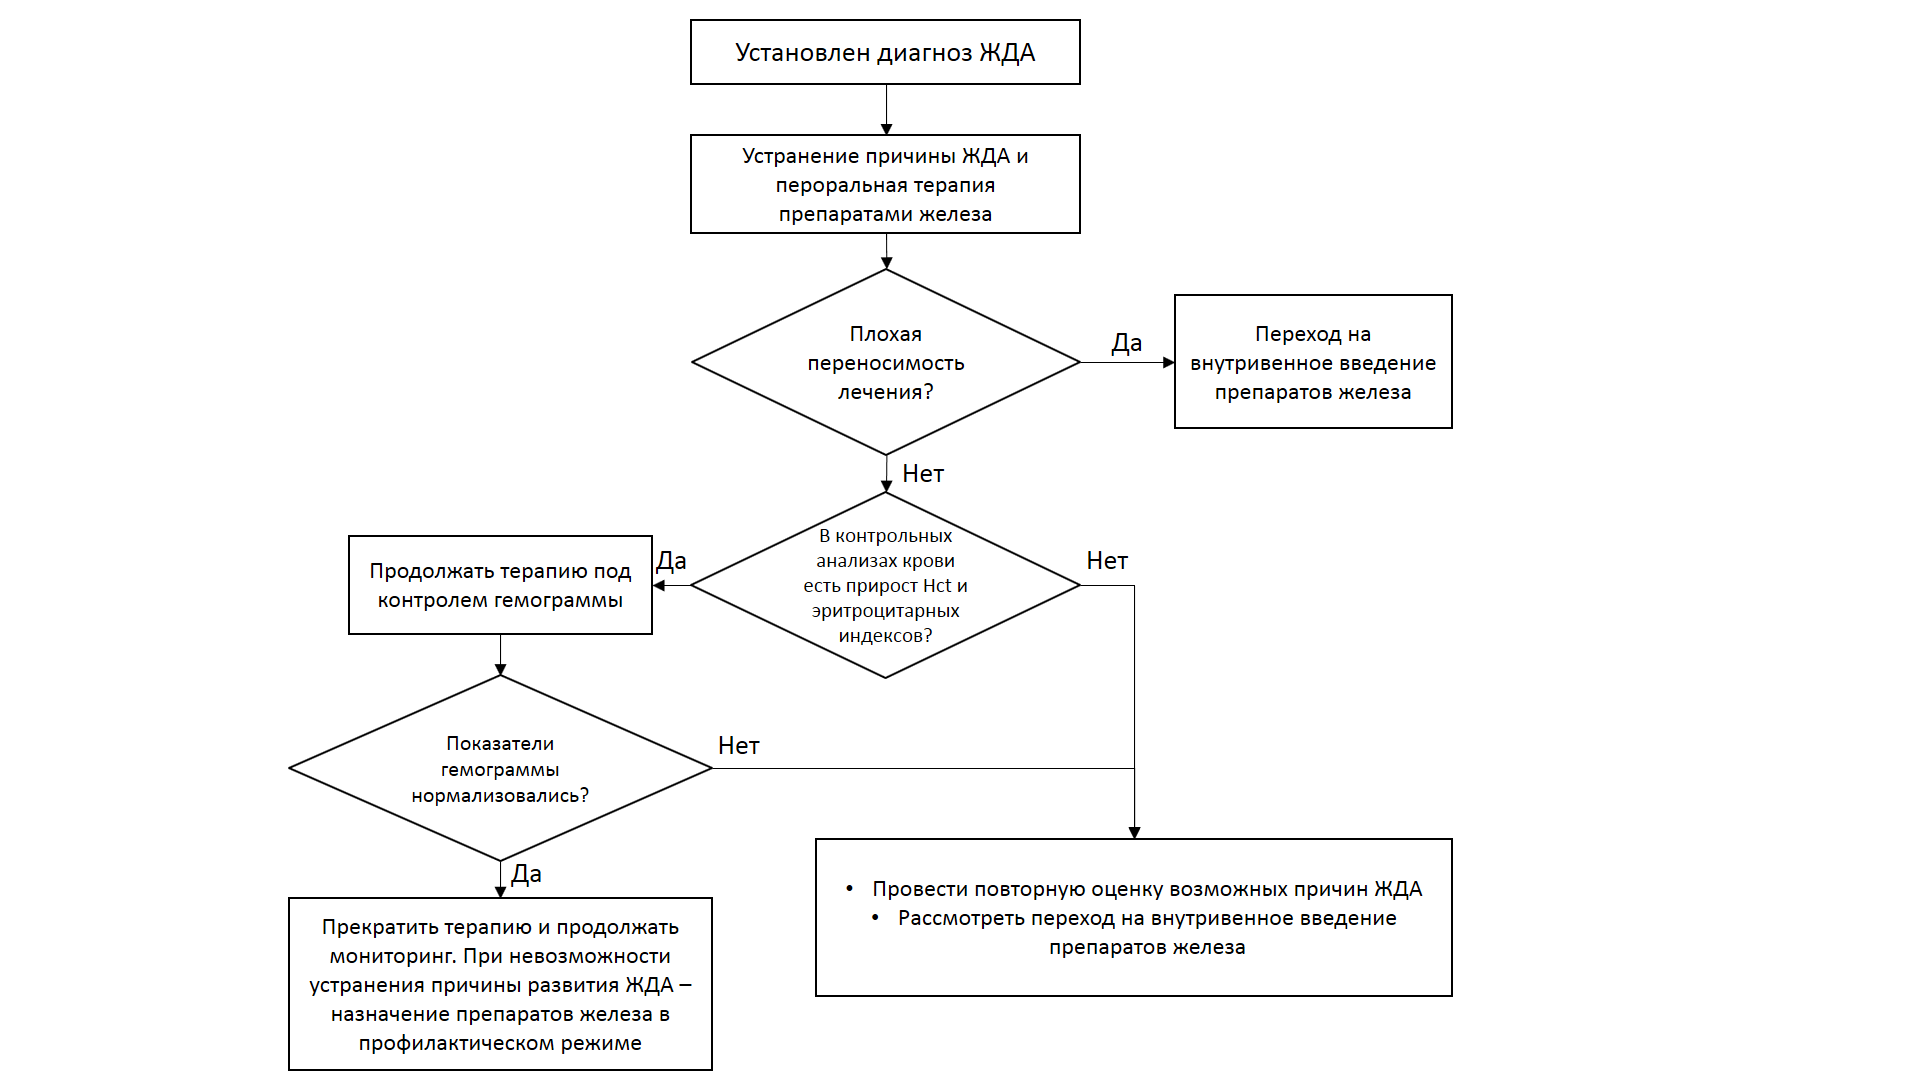 Установлен диагноз ЖДА
Устранение причины ЖДА и
пероральная терапия
препаратами железа
Плохая
переносимость
лечения?
Да
Переход на
внутривенное введение
препаратов железа
Нет
В контрольных
анализах крови
есть прирост Hct и
эритроцитарных
индексов?
Да
Нет
Продолжать терапию под
контролем гемограммы
Показатели
гемограммы
нормализовались?
Нет
Да
Прекратить терапию и продолжать
мониторинг. При невозможности
устранения причины развития ЖДА –
назначение препаратов железа в
профилактическом режиме
• Провести повторную оценку возможных причин ЖДА
• Рассмотреть переход на внутривенное введение
препаратов железа